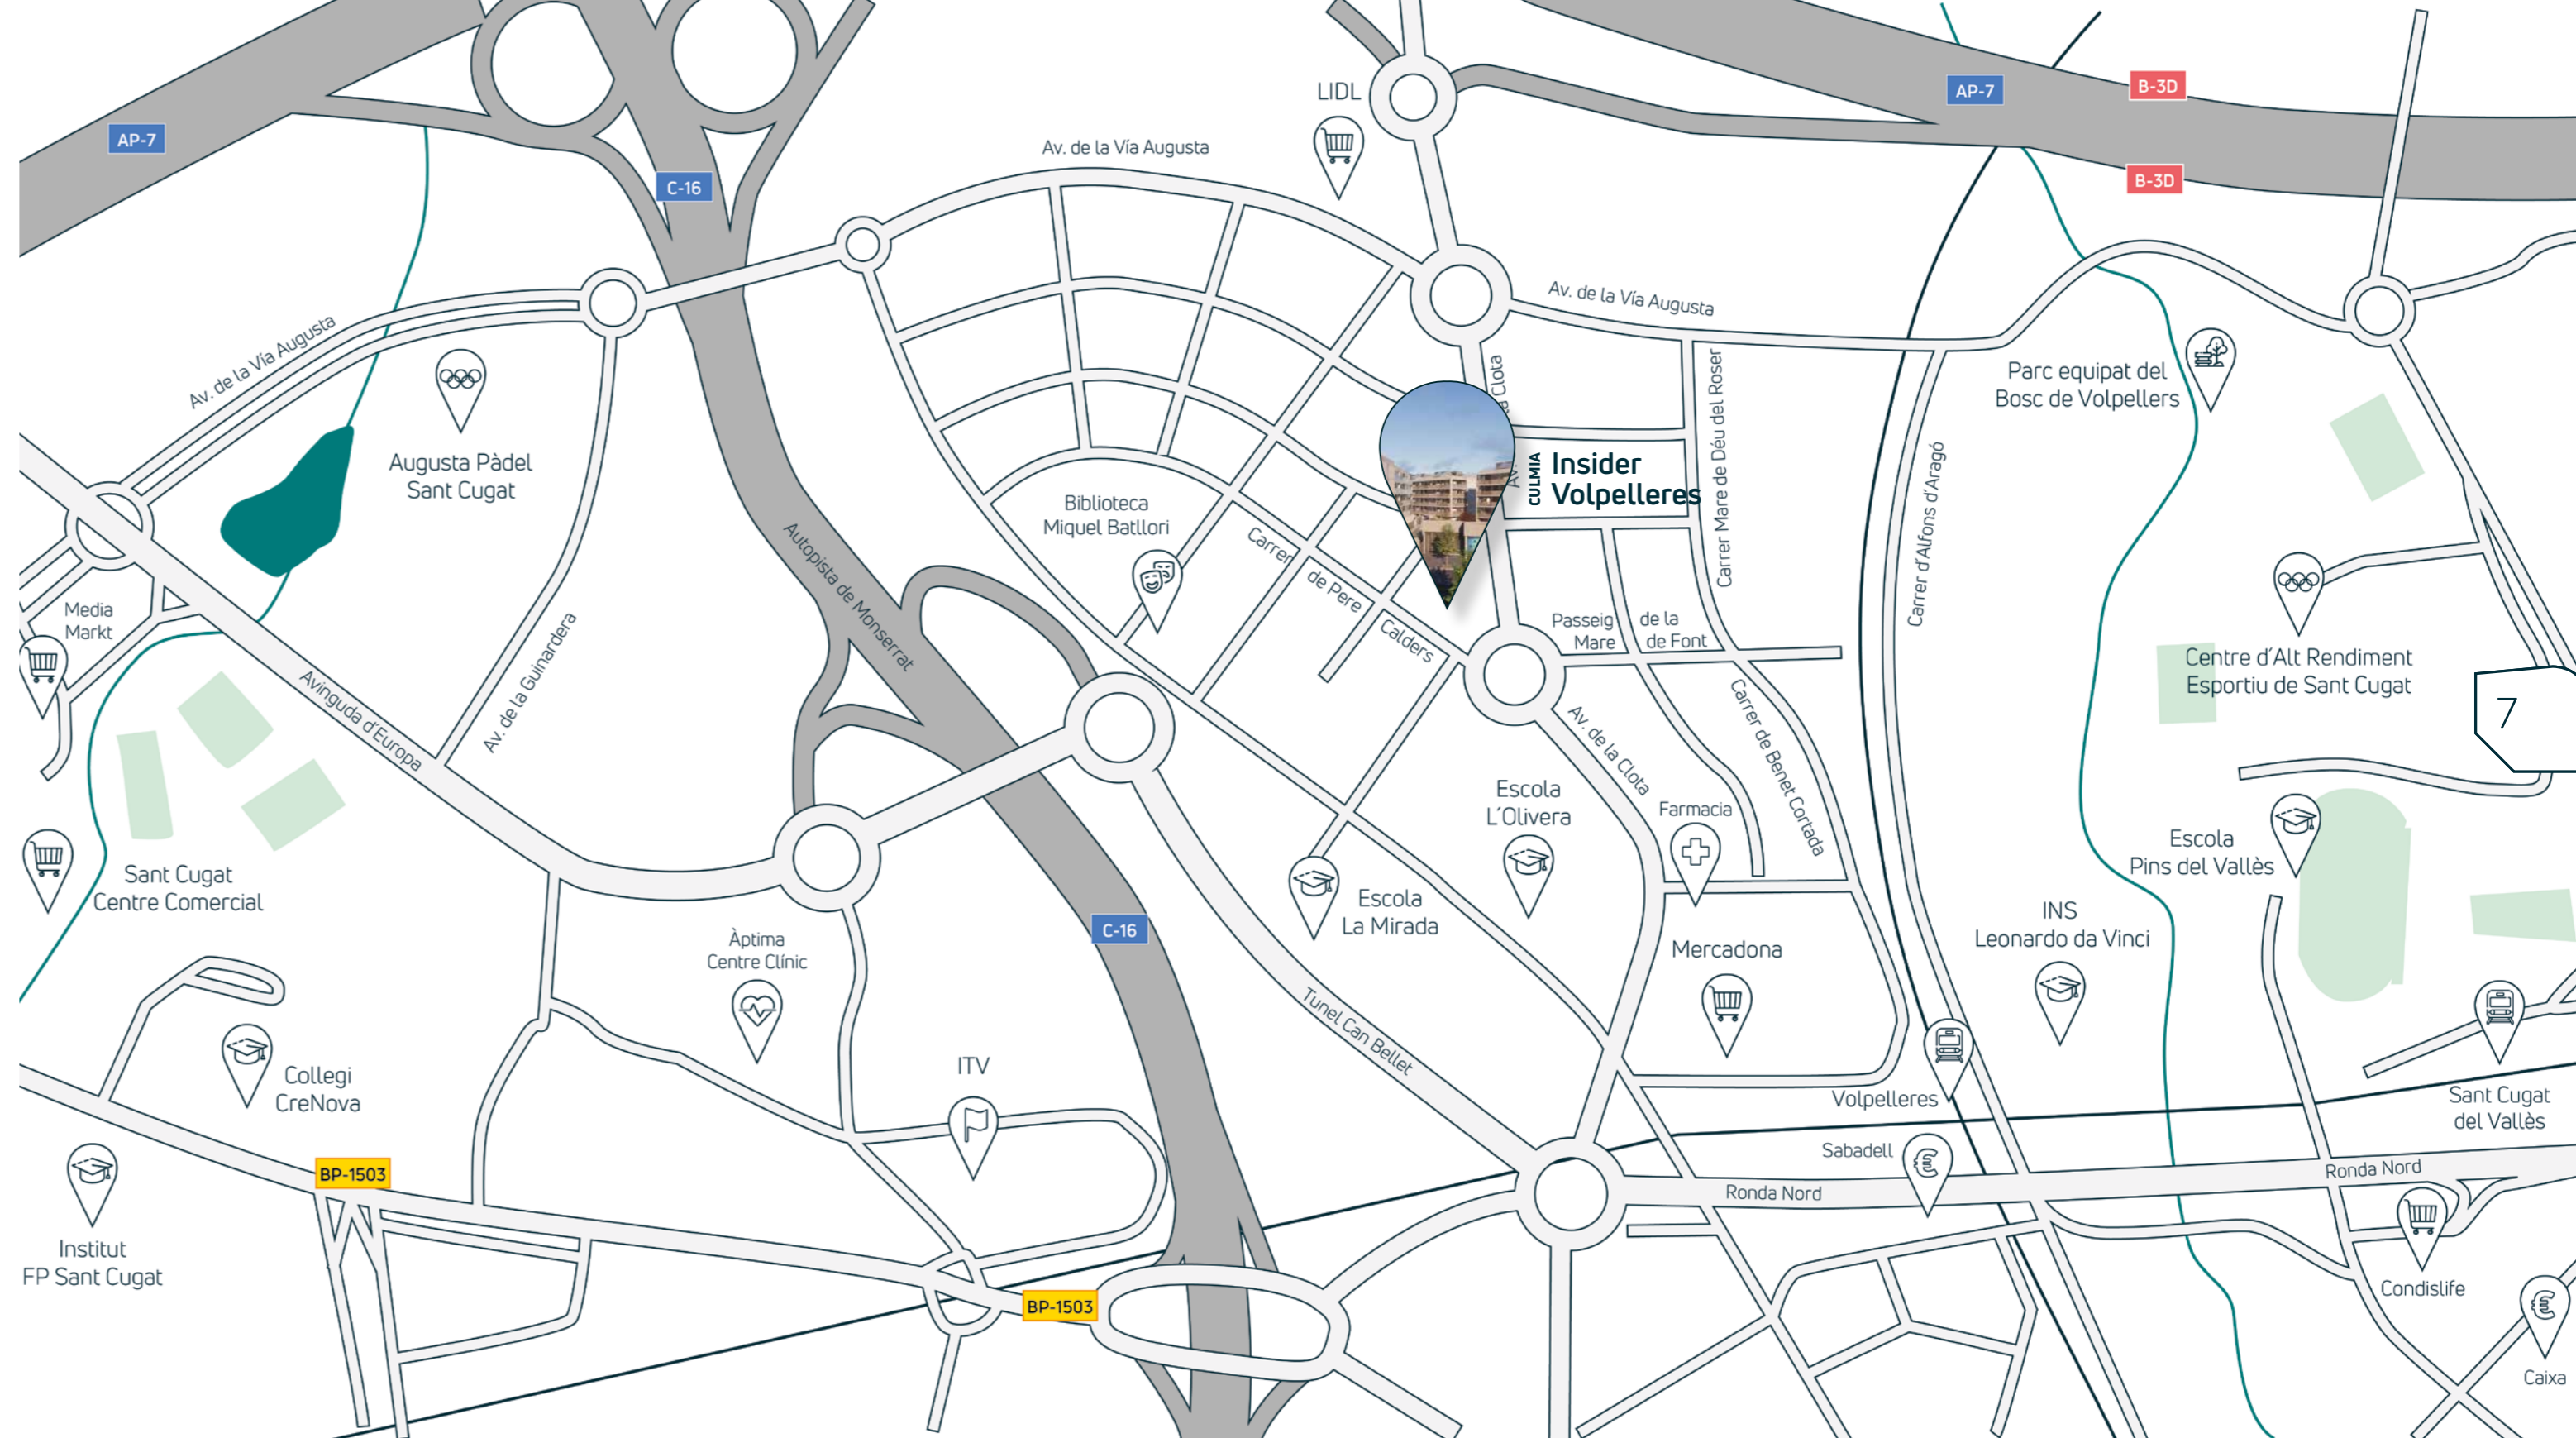 LIDL
AP-7
B-3D
AP-7
B-3D
C-16
Av. de la Vía Augusta
Av. de la Vía Augusta
Av. de la Vía Augusta
Clota
Av.
Carrer Mare de Déu del Roser
Parc equipat del
Bosc de Volpellers
Augusta Pàdel
Sant Cugat
CULMIA
Insider
Volpelleres
Biblioteca
Miquel Batllori
Carrer
de Pere
Calders
Autopista de Monserrat
Carrer d'Alfons d'Aragó
Media
Markt
Passeig
de la
Mare
de Font
Av. de la Guinardera
Avinguda d'Europa
Centre d'Alt Rendiment
Esportiu de Sant Cugat
7
Av. de la Clota
Carrer de Benet Cortada
Escola
L'Olivera
Farmacia
Escola
Pins del Vallès
Sant Cugat
Centre Comercial
Escola
La Mirada
C-16
Àptima
Centre Clínic
Mercadona
INS
Leonardo da Vinci
Tunel Can Bellet
ITV
Collegi
CreNova
Volpelleres
Sant Cugat
del Vallès
Sabadell
BP-1503
Ronda Nord
Ronda Nord
Institut
FP Sant Cugat
BP-1503
Condislife
Caixa